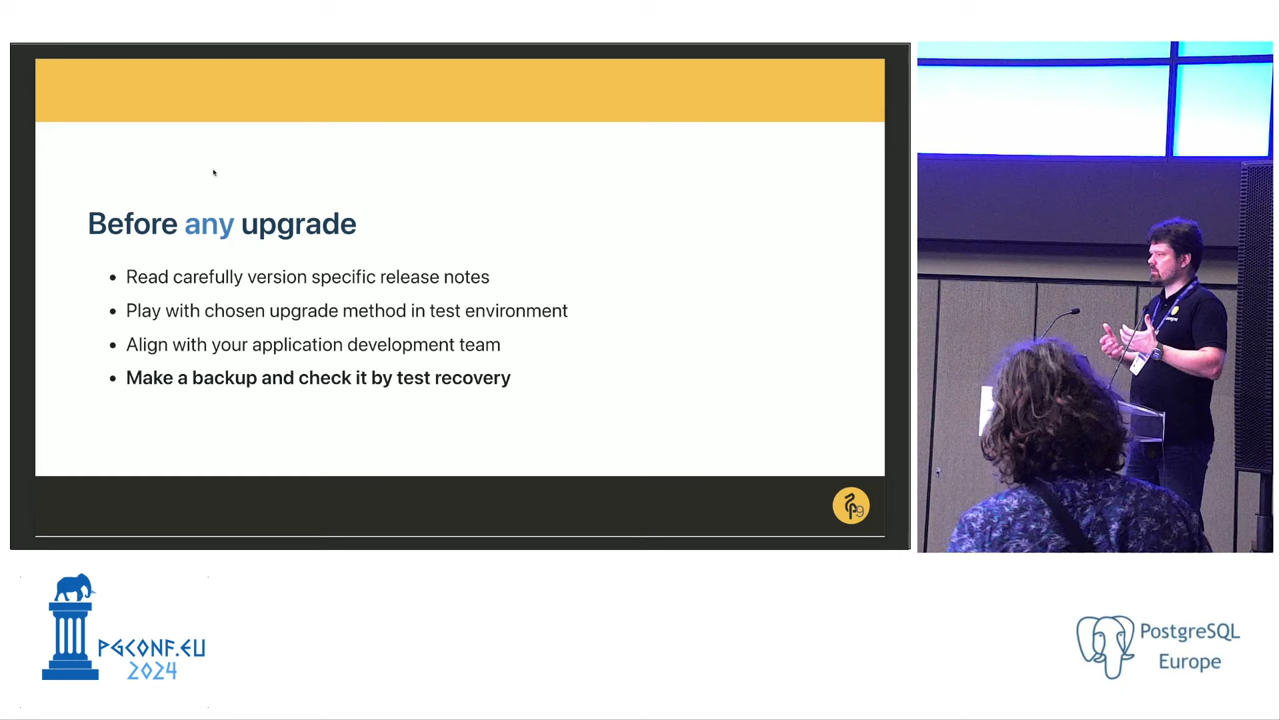 Before any upgrade
Read carefully version specific release notes
Play with chosen upgrade method in test environment
Align with your application development team
Make a backup and check it by test recovery
9
PGCONF.EU
2024
PostgreSQL
Europe